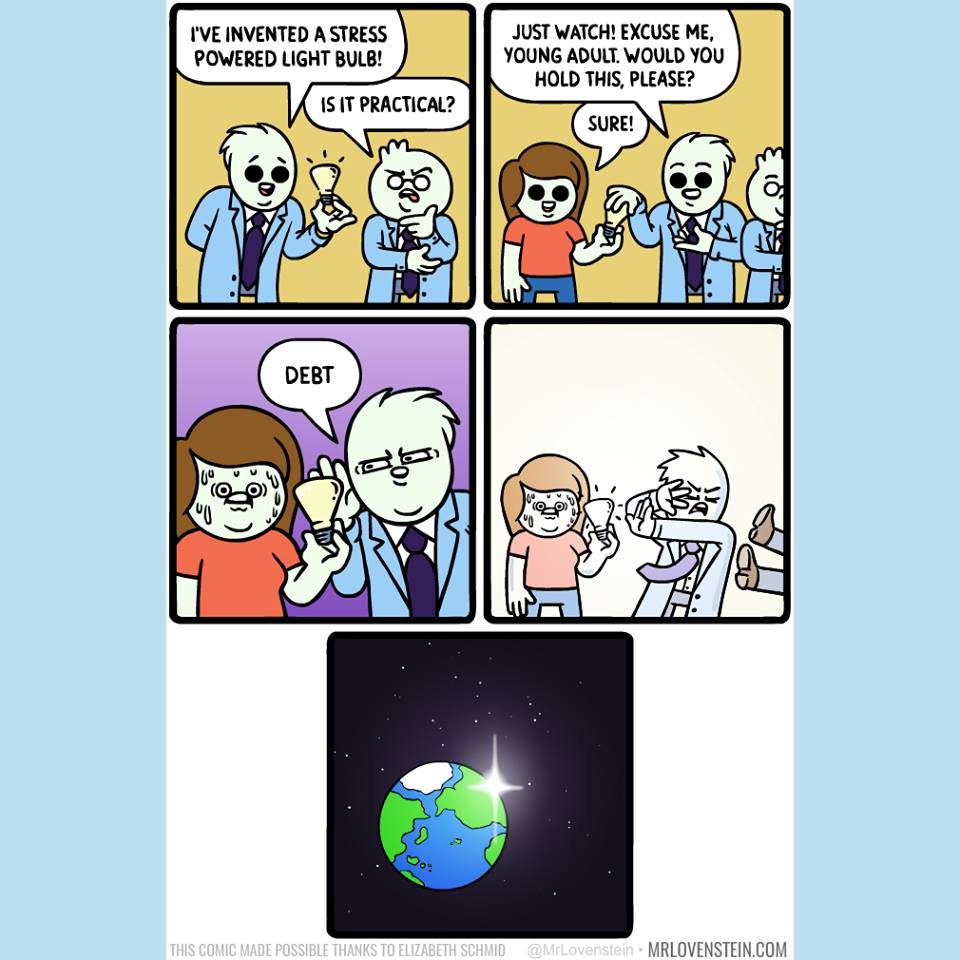 I'VE INVENTED A STRESS
POWERED LIGHT BULB!
IS IT PRACTICAL?
JUST WATCH! EXCUSE ME,
YOUNG ADULT. WOULD YOU
HOLD THIS, PLEASE?
SURE!
DEBT
THIS COMIC MADE POSSIBLE THANKS TO ELIZABETH SCHMID @MrLovenstein • MRLOVENSTEIN.COM